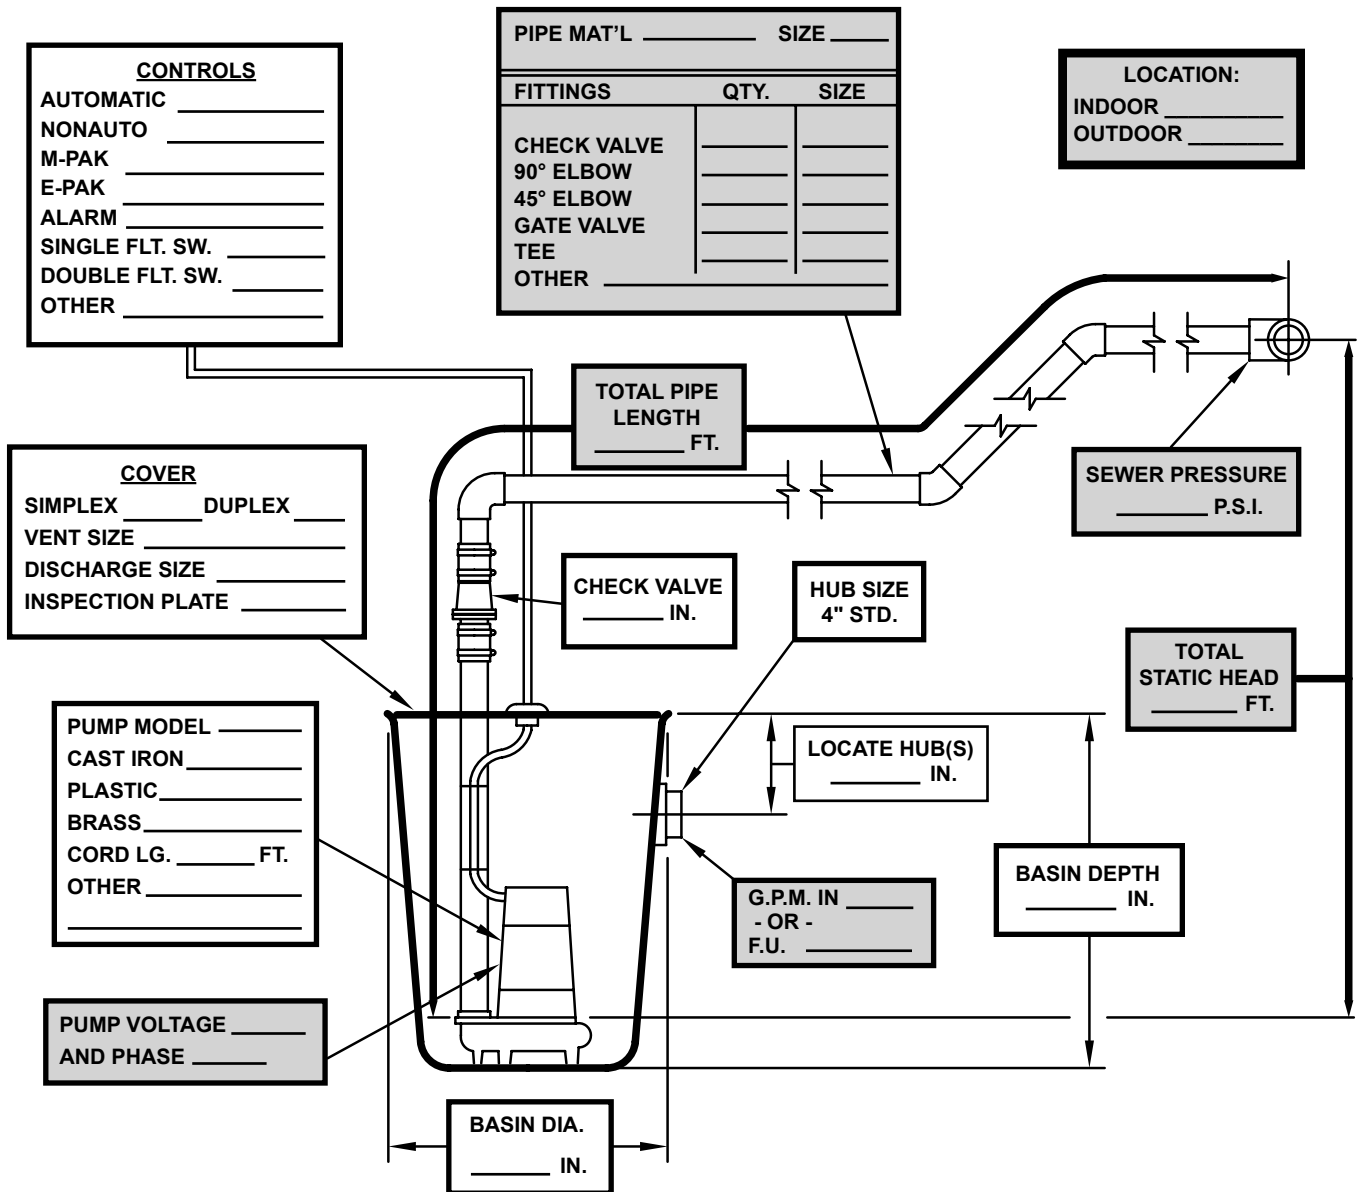 CONTROLS
AUTOMATIC
NONAUTO
M-PAK
E-PAK
ALARM
SINGLE FLT. SW.
DOUBLE FLT. SW.
OTHER
PIPE MAT'L SIZE
FITTINGS QTY. SIZE
CHECK VALVE
90° ELBOW
45° ELBOW
GATE VALVE
TEE
OTHER
LOCATION:
INDOOR
OUTDOOR
TOTAL PIPE
LENGTH
FT.
COVER
SIMPLEX DUPLEX
VENT SIZE
DISCHARGE SIZE
INSPECTION PLATE
SEWER PRESSURE
P.S.I.
CHECK VALVE
IN.
HUB SIZE
4" STD.
TOTAL
STATIC HEAD
FT.
PUMP MODEL
CAST IRON
PLASTIC
BRASS
CORD LG. FT.
OTHER
LOCATE HUB(S)
IN.
BASIN DEPTH
IN.
G.P.M. IN
- OR -
F.U.
PUMP VOLTAGE
AND PHASE
BASIN DIA.
IN.